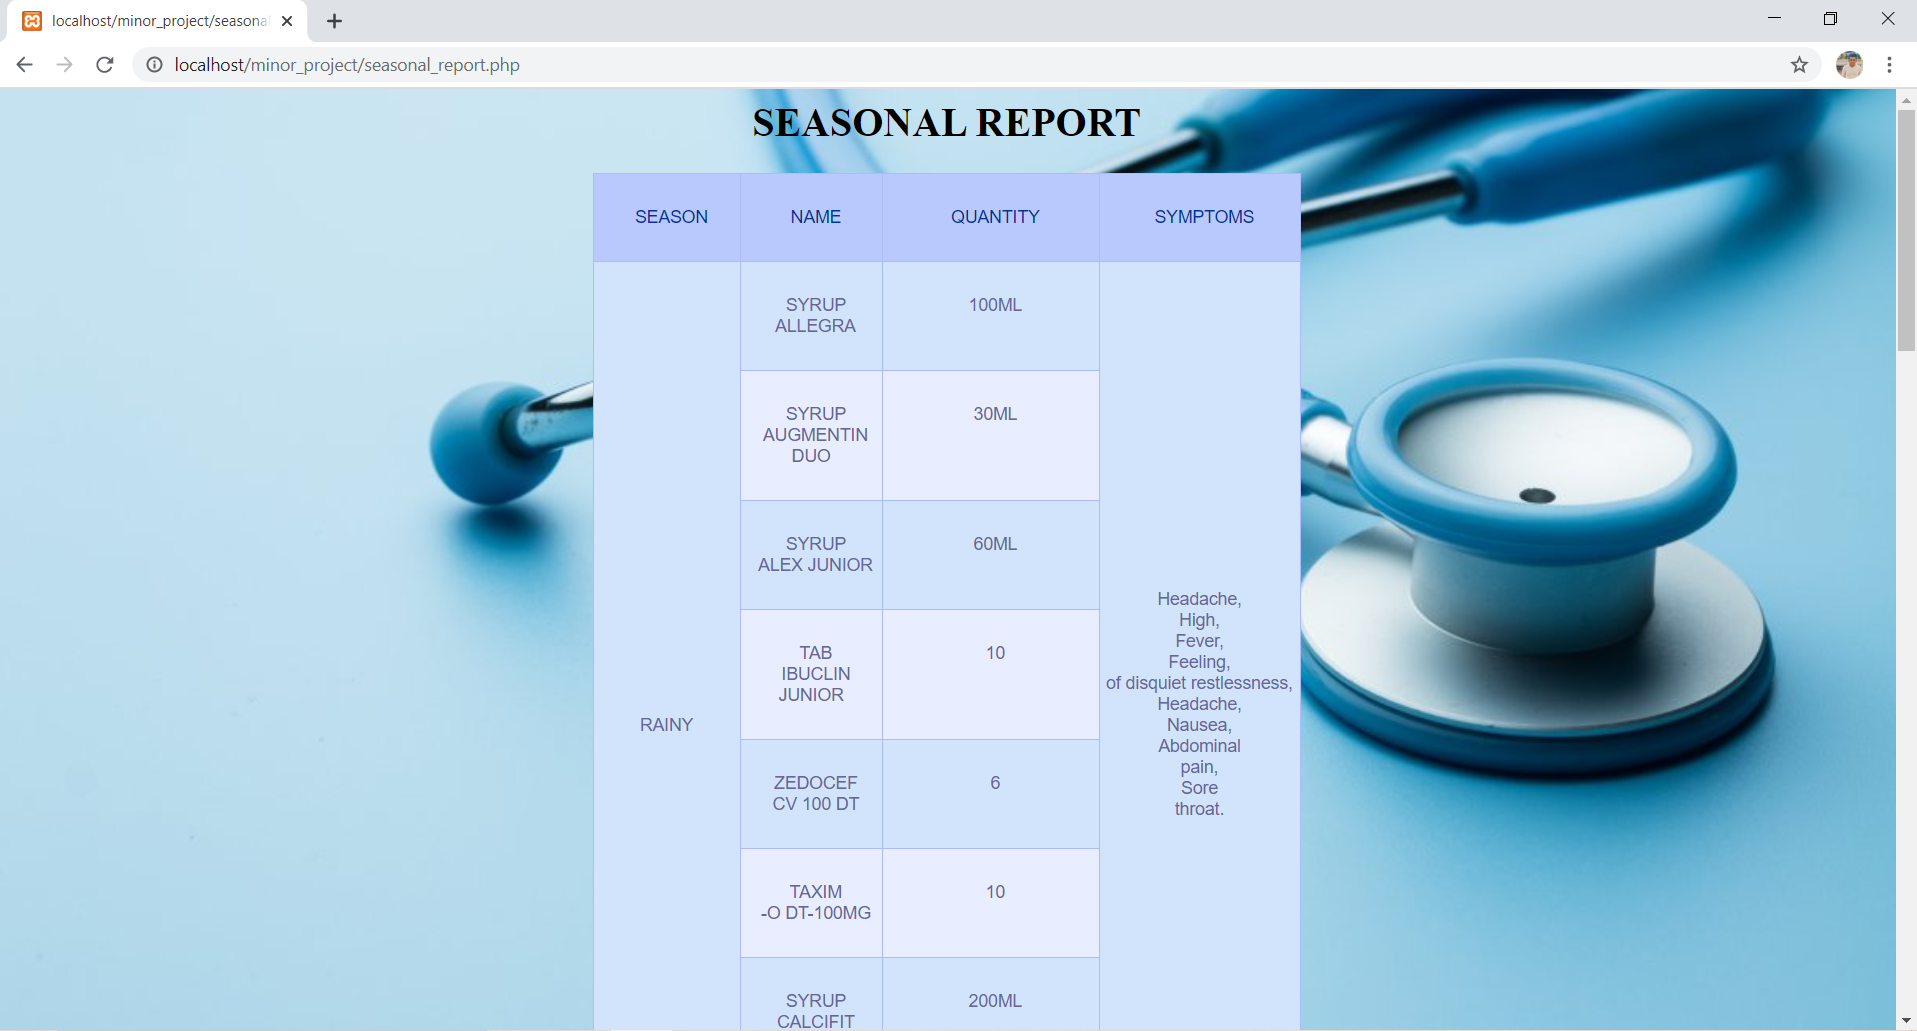 localhost/minor_project/seasona
localhost/minor_project/seasonal_report.php
SEASONAL REPORT
SEASON NAME QUANTITY SYMPTOMS
RAINY
SYRUP
ALLEGRA
100ML
SYRUP
AUGMENTIN
DUO
30ML
SYRUP
ALEX JUNIOR
60ML
TAB
IBUCLIN
JUNIOR
10
ZEDOCEF
CV 100 DT
6
TAXIM
-O DT-100MG
10
SYRUP
CALCIFIT
200ML
Headache,
High,
Fever,
Feeling,
of disquiet restlessness,
Headache,
Nausea,
Abdominal
pain,
Sore
throat.